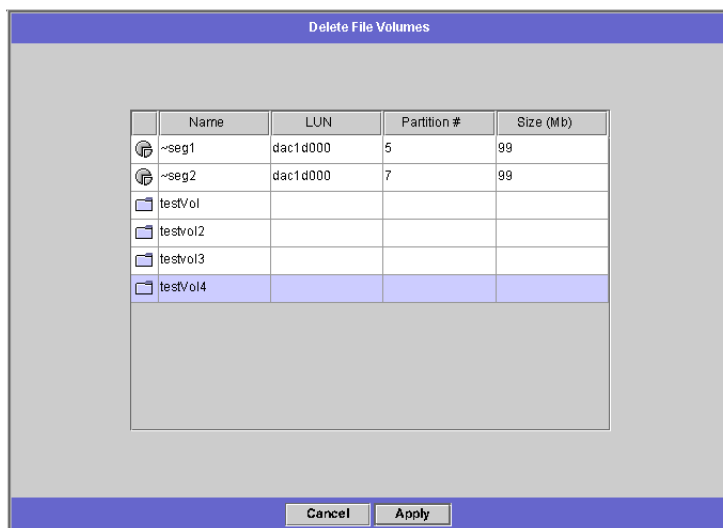 Delete File Volumes
Name LUN Partition # Size (Mb)
~seg1 dac1d000 5 99
~seg2 dac1d000 7 99
testVol
testvol2
testvol3
testVol4
Cancel Apply